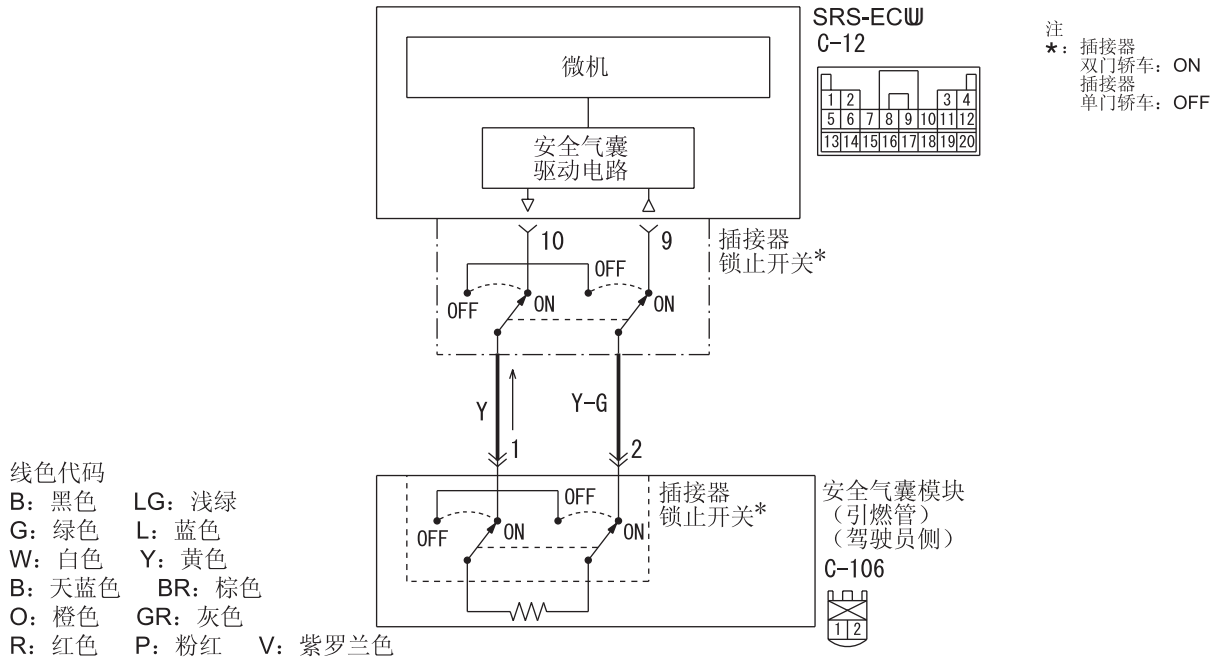 SRS-ECU
C-12
注
*：插接器
双门轿车：ON
插接器
单门轿车：OFF
微机
安全气囊
驱动电路
1 2 3 4
5 6 7 8 9 10 11 12
13 14 15 16 17 18 19 20
10 9
插接器
锁止开关*
OFF
OFF ON ON
Y Y-G
1 2
插接器
锁止开关*
OFF
OFF ON ON
安全气囊模块
（引燃管）
（驾驶员侧）
C-106
1 2
线色代码
B：黑色 LG：浅绿
G：绿色 L：蓝色
W：白色 Y：黄色
B：天蓝色 BR：棕色
O：橙色 GR：灰色
R：红色 P：粉红 V：紫罗兰色